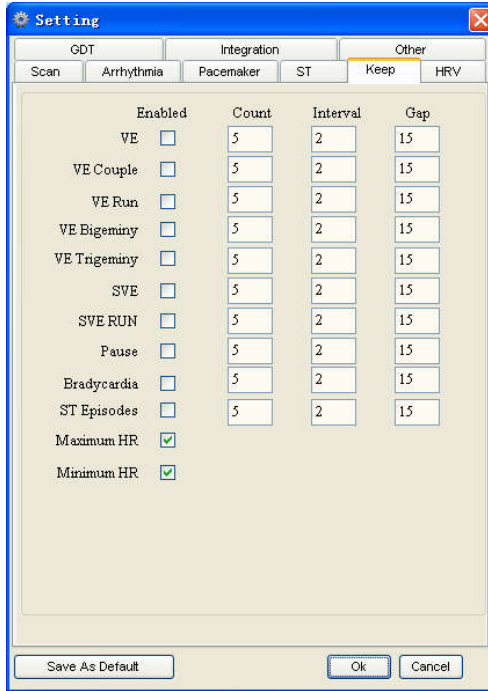 Setting
GDT Integration Other
Scan Arrhythmia Pacemaker ST Keep HRV
Enabled Count Interval Gap
VE 5 2 15
VE Couple 5 2 15
VE Run 5 2 15
VE Bigeminy 5 2 15
VE Trigeminy 5 2 15
SVE 5 2 15
SVE RUN 5 2 15
Pause 5 2 15
Bradycardia 5 2 15
ST Episodes 5 2 15
Maximum HR
Minimum HR
Save As Default Ok Cancel